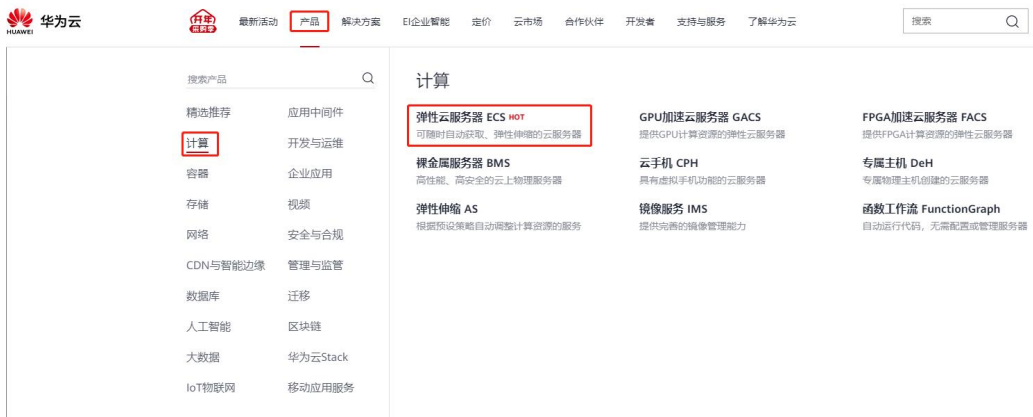 HUAWEI 华为云 开年采购季 最新活动 产品 解决方案 EI企业智能 定价 云市场 合作伙伴 开发者 支持与服务 了解华为云 搜索
搜索产品
精选推荐 应用中间件
计算 开发与运维
容器 企业应用
存储 视频
网络 安全与合规
CDN与智能边缘 管理与监管
数据库 迁移
人工智能 区块链
大数据 华为云Stack
IoT物联网 移动应用服务
计算
弹性云服务器 ECS HOT
可随时自动获取、弹性伸缩的云服务器
GPU加速云服务器 GACS
提供GPU计算资源的弹性云服务器
FPGA加速云服务器 FACS
提供FPGA计算资源的弹性云服务器
裸金属服务器 BMS
高性能、高安全的云上物理服务器
云手机 CPH
具有虚拟手机功能的云服务器
专属主机 DeH
专属物理主机创建的云服务器
弹性伸缩 AS
根据预设策略自动调整计算资源的服务
镜像服务 IMS
提供完善的镜像管理能力
函数工作流 FunctionGraph
自动运行代码，无需配置或管理服务器